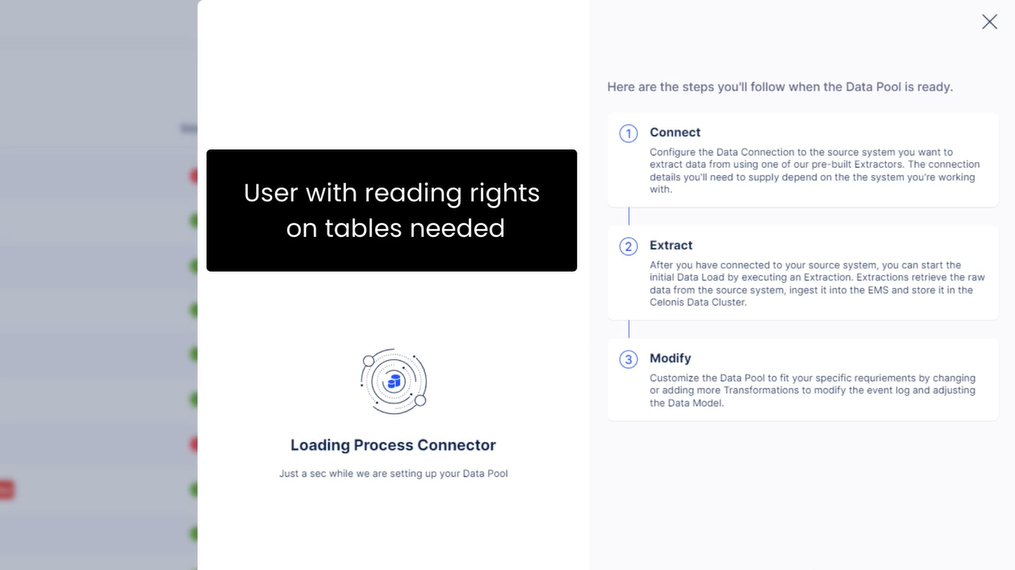 Here are the steps you'll follow when the Data Pool is ready.
User with reading rights
on tables needed
Loading Process Connector
Just a sec while we are setting up your Data Pool
1
Connect
Configure the Data Connection to the source system you want to
extract data from using one of our pre-built Extractors. The connection
details you'll need to supply depend on the the system you're working
with.
2
Extract
After you have connected to your source system, you can start the
initial Data Load by executing an Extraction. Extractions retrieve the raw
data from the source system, ingest it into the EMS and store it in the
Celonis Data Cluster.
3
Modify
Customize the Data Pool to fit your specific requriements by changing
or adding more Transformations to modify the event log and adjusting
the Data Model.